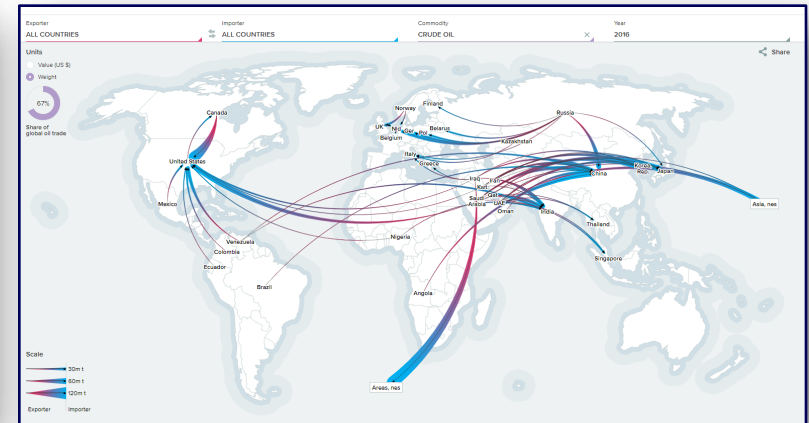 Exporter
ALL COUNTRIES
Importer
ALL COUNTRIES
Commodity
CRUDE OIL
Year
2016
Units
Value (US $)
Weight
67%
Share of
global oil trade
Share
Canada
United States
Mexico
Venezuela
Colombia
Ecuador
Brazil
Norway
Finland
UK
Nld
Ger
Pol
Belarus
Belgium
Russia
Kazakhstan
Italy
Greece
Iraq
Iran
Kwt
Qat
Saudi
Arabia
UAE
Oman
India
China
Korea
Rep.
Japan
Asia, nes
Thailand
Singapore
Nigeria
Angola
Areas, nes
Scale
30m t
60m t
120m t
Exporter
Importer